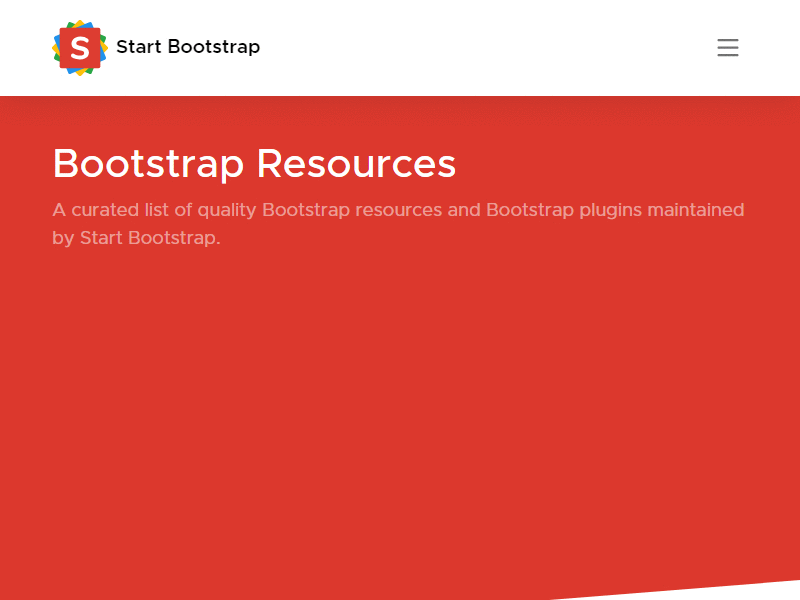 S
Start Bootstrap
Bootstrap Resources
A curated list of quality Bootstrap resources and Bootstrap plugins maintained
by Start Bootstrap.